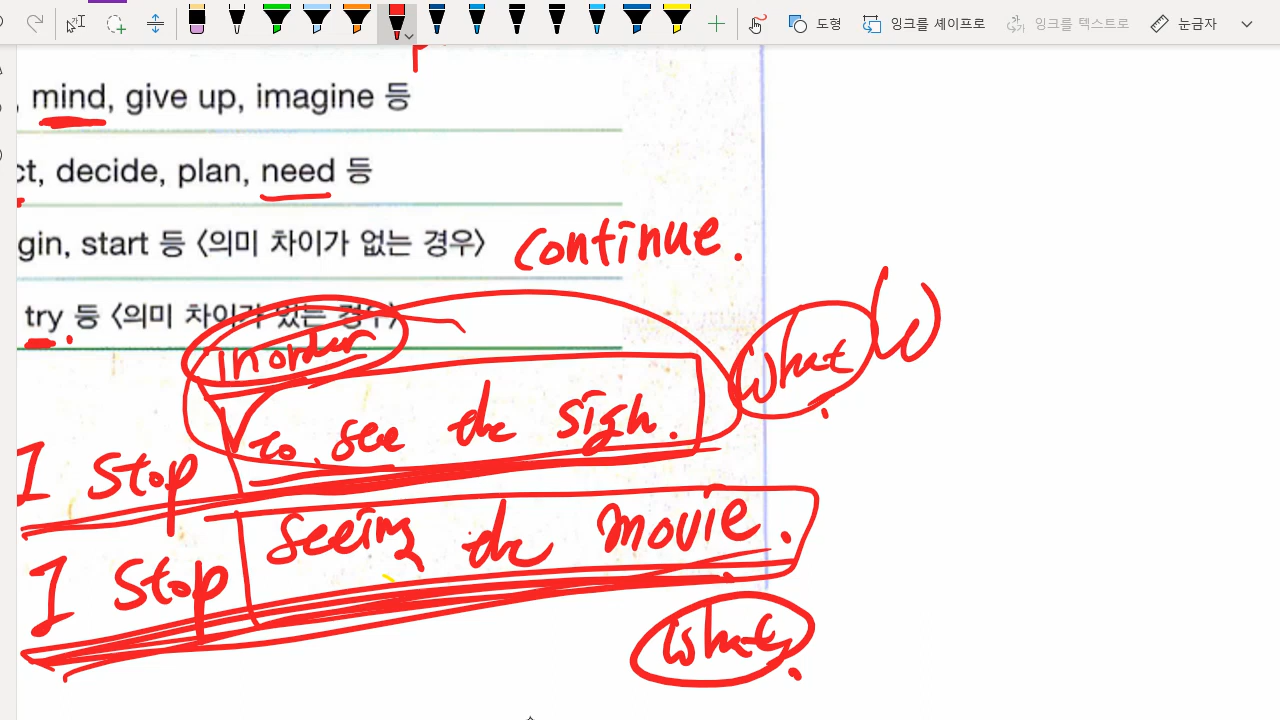 도형 잉크를 셰이프로 잉크를 텍스트로 눈금자
, mind, give up, imagine 등
ct, decide, plan, need 등
gin, start 등 〈의미 차이가 없는 경우〉 continue.
try 등 〈의미 차이가 있는 경우〉
in order
what W
I stop to see the sign.
I stop seeing the movie.
what